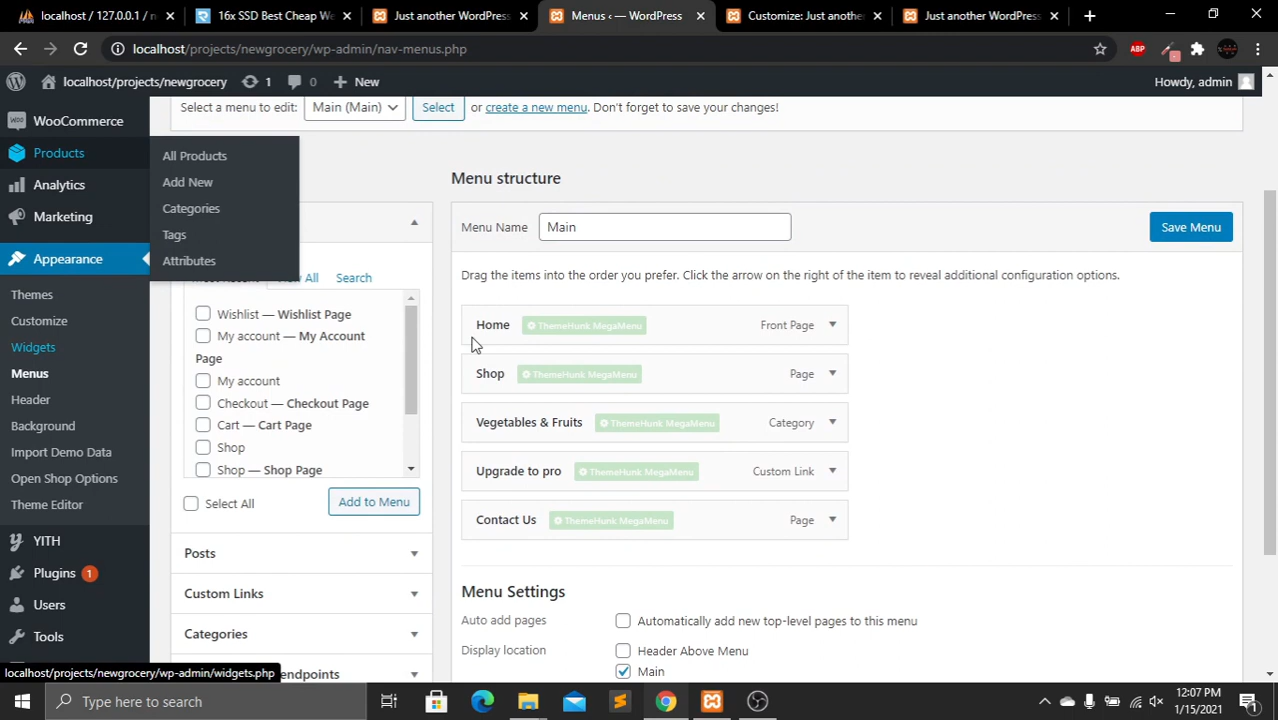 localhost / 127.0.0.1 / n
16x SSD Best Cheap We
Just another WordPress
Menus ‹ — WordPress
Customize: Just anothe
Just another WordPress
localhost/projects/newgrocery/wp-admin/nav-menus.php
ABP
localhost/projects/newgrocery
1
0
New
Howdy, admin
WooCommerce
Products
Analytics
Marketing
Appearance
Themes
Customize
Widgets
Menus
Header
Background
Import Demo Data
Open Shop Options
Theme Editor
YITH
Plugins 1
Users
Tools
All Products
Add New
Categories
Tags
Attributes
Select a menu to edit: Main (Main) Select or create a new menu. Don't forget to save your changes!
Search
Wishlist — Wishlist Page
My account — My Account
Page
My account
Checkout — Checkout Page
Cart — Cart Page
Shop
Shop — Shop Page
Select All
Add to Menu
Posts
Custom Links
Categories
Menu structure
Menu Name Main Save Menu
Drag the items into the order you prefer. Click the arrow on the right of the item to reveal additional configuration options.
Home ThemeHunk MegaMenu Front Page
Shop ThemeHunk MegaMenu Page
Vegetables & Fruits ThemeHunk MegaMenu Category
Upgrade to pro ThemeHunk MegaMenu Custom Link
Contact Us ThemeHunk MegaMenu Page
Menu Settings
Auto add pages Automatically add new top-level pages to this menu
Display location Header Above Menu
Main
localhost/projects/newgrocery/wp-admin/widgets.php
Type here to search
12:07 PM
1/15/2021
1